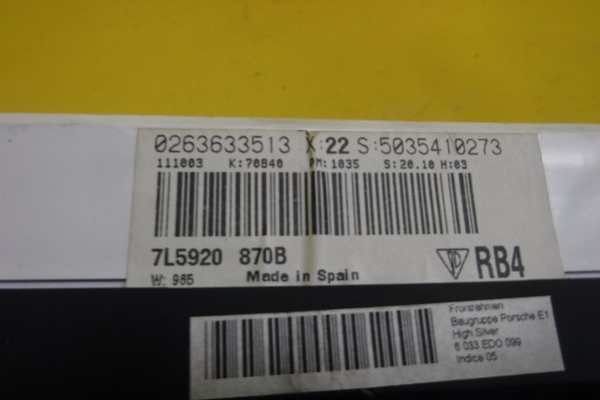 0263633513 X:22 S:5035410273
111003 K:70840 PM:1035 S:20.10 H:03
7L5920 870B RB4
W: 965 Made in Spain
Frontrahmen
Baugruppe Porsche E1
High Silver
6 033 EDO 099
Indice 05